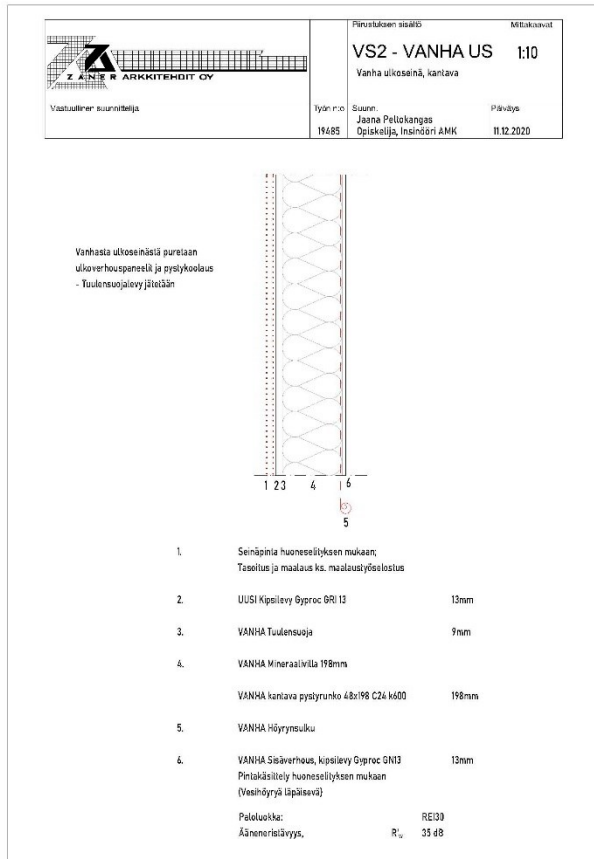 Piirustuksen sisältö
Mittakaavat
VS2 - VANHA US 1:10
Vanha ulkoseinä, kantava
ZANER ARKKITEHDIT OY
Vastuullinen suunnittelija
Työn n:o
Suunn.
Päiväys
Jaana Peltokangas
19485
Opiskelija, Insinööri AMK
11.12.2020
Vanhasta ulkoseinästä puretaan
ulkoverhouspaneelit ja pystykoolaus
- Tuulensuojalevy jätetään
1 2 3 4 6
5
1. Seinäpinta huoneselityksen mukaan;
Tasoitus ja maalaus ks. maalaustyöselostus
2. UUSI Kipsilevy Gyproc GRI 13 13mm
3. VANHA Tuulensuoja 9mm
4. VANHA Mineraalivilla 198mm
VANHA kantava pystyrunko 48x198 C24 k600 198mm
5. VANHA Höyrynsulku
6. VANHA Sisäverhous, kipsilevy Gyproc GN13 13mm
Pintakäsittely huoneselityksen mukaan
(Vesihöyryä läpäisevä)
Paloluokka: REI30
Ääneneristävyys, R'w 35 dB